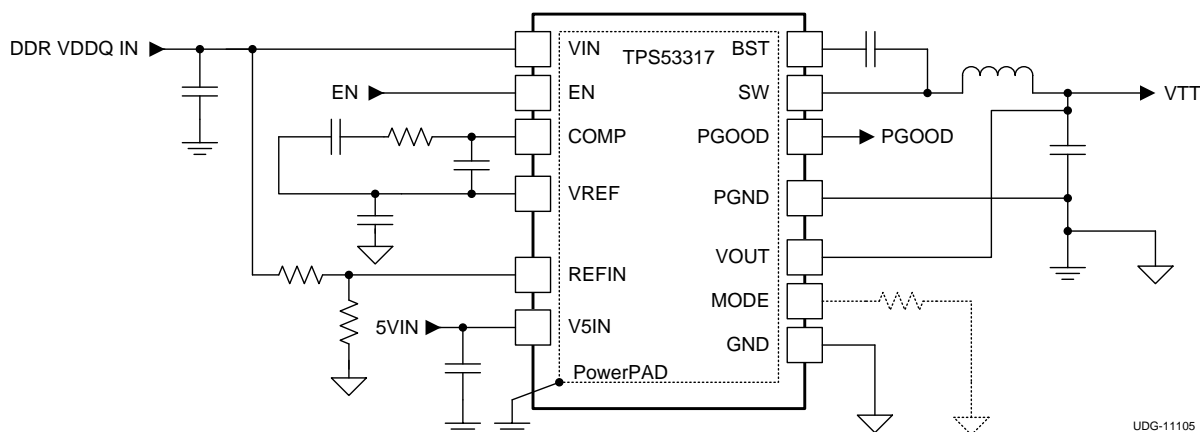 DDR VDDQ IN
VIN
TPS53317
BST
EN
EN
SW
VTT
COMP
PGOOD
PGOOD
VREF
PGND
VOUT
REFIN
MODE
5VIN
V5IN
GND
PowerPAD
UDG-11105